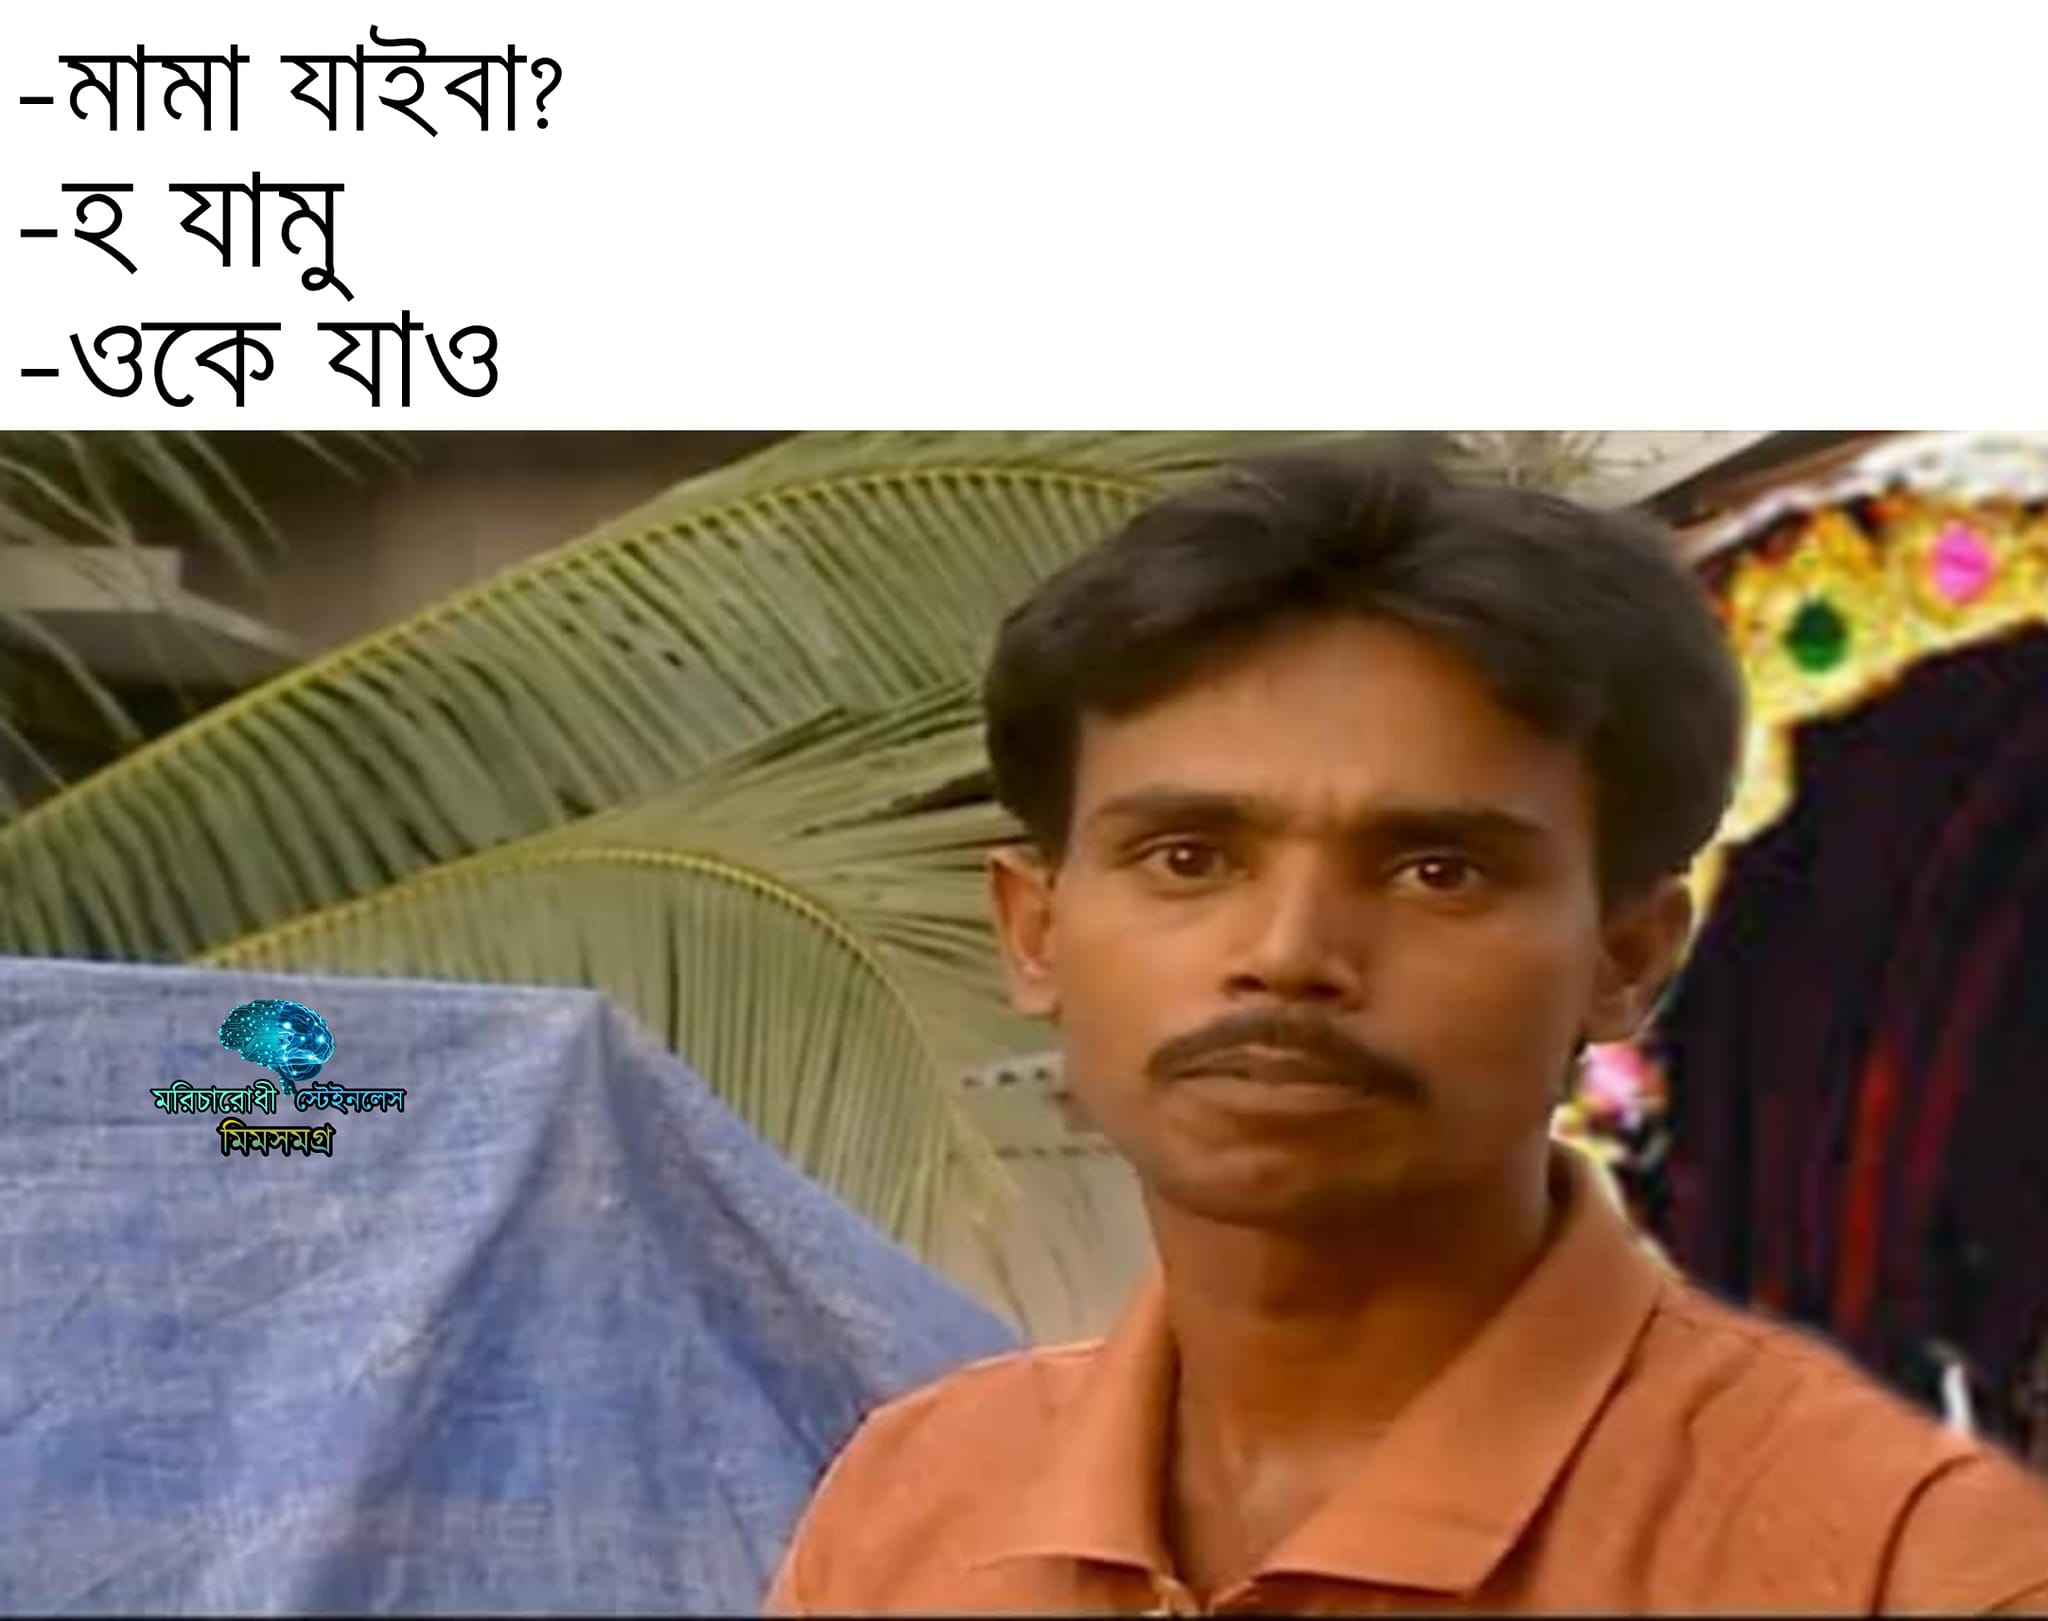 -মামা যাইবা?
-হ যামু
-ওকে যাও
মরিচারোধী স্টেইনলেস
মিমসমগ্র